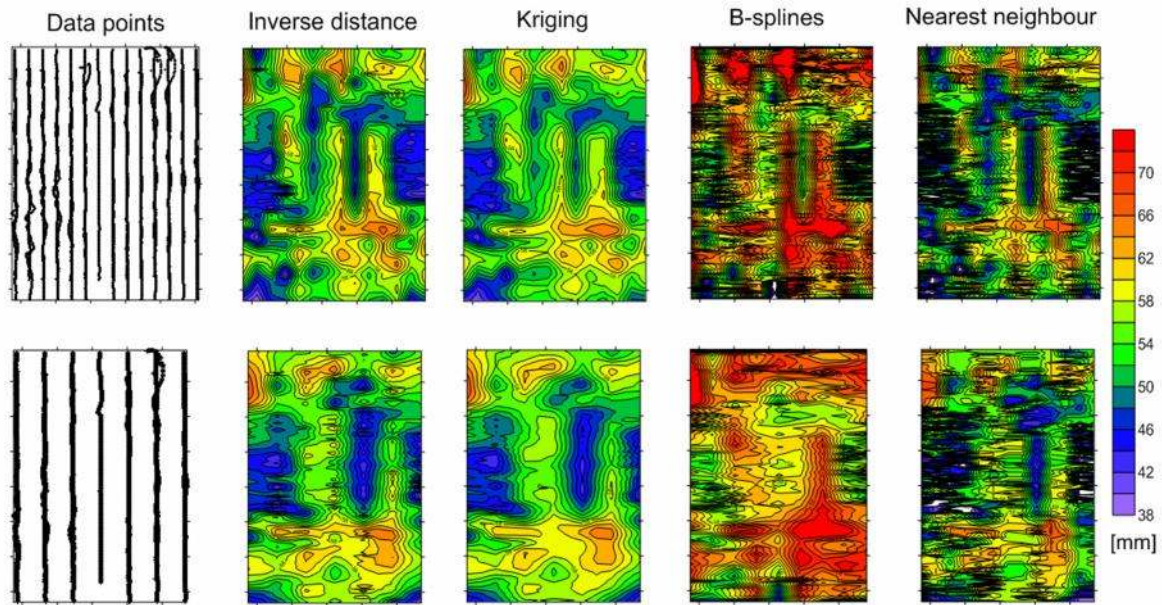 Data points
Inverse distance
Kriging
B-splines
Nearest neighbour
70
66
62
58
54
50
46
42
38
[mm]